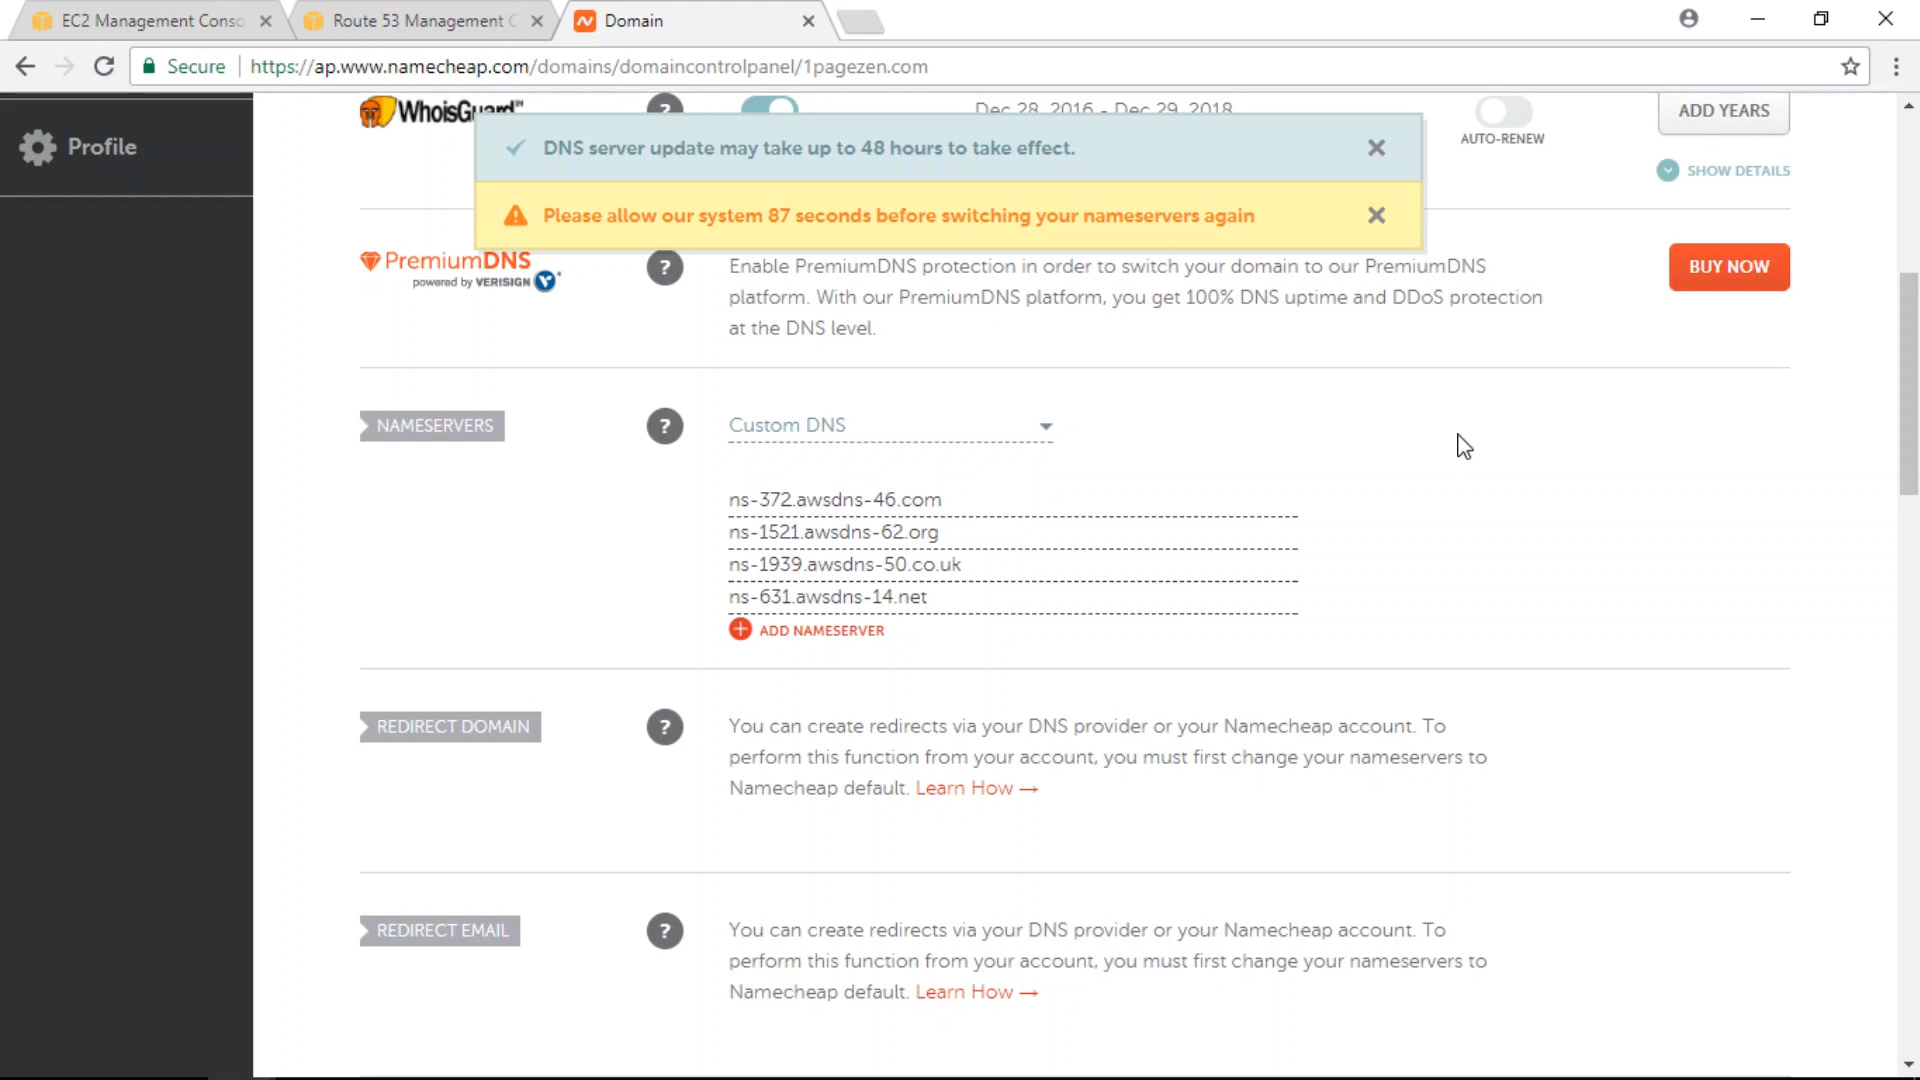 EC2 Management Conso
Route 53 Management C
Domain
Secure
https://ap.www.namecheap.com/domains/domaincontrolpanel/1pagezen.com
Profile
WhoisGuard
?
Dec 28, 2016 - Dec 29, 2018
AUTO-RENEW
ADD YEARS
SHOW DETAILS
DNS server update may take up to 48 hours to take effect.
Please allow our system 87 seconds before switching your nameservers again
PremiumDNS
powered by VERISIGN
?
Enable PremiumDNS protection in order to switch your domain to our PremiumDNS
platform. With our PremiumDNS platform, you get 100% DNS uptime and DDoS protection
at the DNS level.
BUY NOW
NAMESERVERS
?
Custom DNS
ns-372.awsdns-46.com
ns-1521.awsdns-62.org
ns-1939.awsdns-50.co.uk
ns-631.awsdns-14.net
ADD NAMESERVER
REDIRECT DOMAIN
?
You can create redirects via your DNS provider or your Namecheap account. To
perform this function from your account, you must first change your nameservers to
Namecheap default. Learn How →
REDIRECT EMAIL
?
You can create redirects via your DNS provider or your Namecheap account. To
perform this function from your account, you must first change your nameservers to
Namecheap default. Learn How →